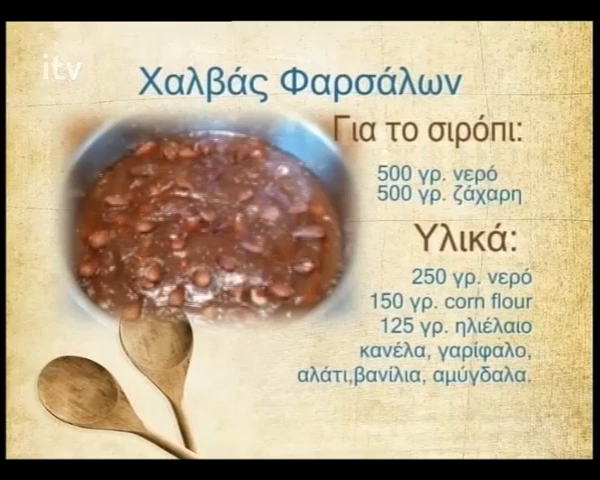 itv
Χαλβάς Φαρσάλων
Για το σιρόπι:
500 γρ. νερό
500 γρ. ζάχαρη
Υλικά:
250 γρ. νερό
150 γρ. corn flour
125 γρ. ηλιέλαιο
κανέλα, γαρίφαλο,
αλάτι,βανίλια, αμύγδαλα.